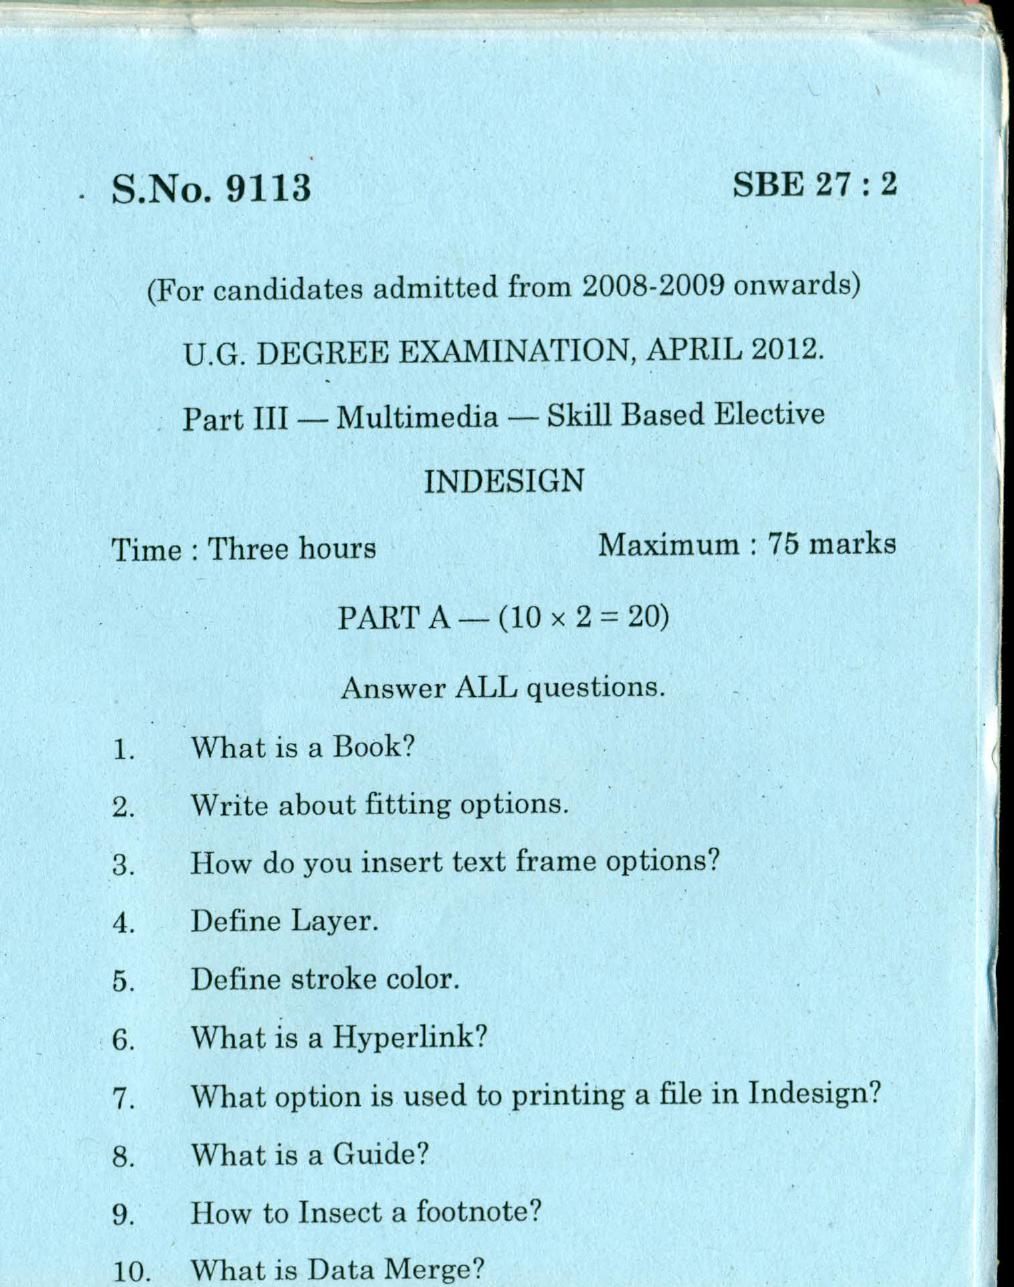 S.No. 9113 SBE 27 : 2
(For candidates admitted from 2008-2009 onwards)
U.G. DEGREE EXAMINATION, APRIL 2012.
Part III — Multimedia — Skill Based Elective
INDESIGN
Time : Three hours Maximum : 75 marks
PART A — (10 × 2 = 20)
Answer ALL questions.
1. What is a Book?
2. Write about fitting options.
3. How do you insert text frame options?
4. Define Layer.
5. Define stroke color.
6. What is a Hyperlink?
7. What option is used to printing a file in Indesign?
8. What is a Guide?
9. How to Insect a footnote?
10. What is Data Merge?